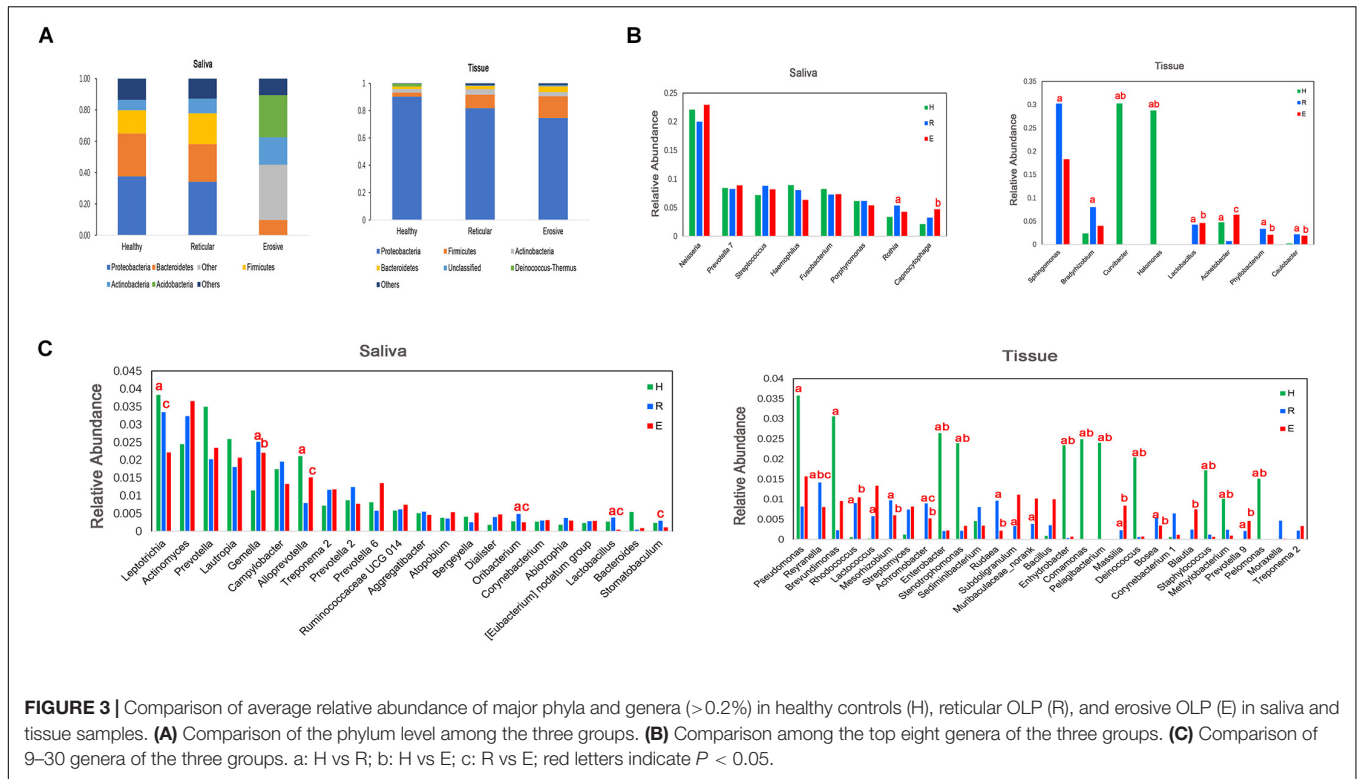 A
Saliva
1.00
0.80
0.60
0.40
0.20
0.00
Healthy
Reticular
Erosive
Proteobacteria
Bacteroidetes
Other
Firmicutes
Actinobacteria
Acidobacteria
Others
Tissue
1
0.8
0.6
0.4
0.2
0
Healthy
Reticular
Erosive
Proteobacteria
Firmicutes
Actinobacteria
Bacteroidetes
Unclassified
Deinococcus-Thermus
Others
B
Saliva
Relative Abundance
0.25
0.2
0.15
0.1
0.05
0
H
R
E
a
b
Neisseria
Prevotella 7
Streptococcus
Haemophilus
Fusobacterium
Porphyromonas
Rothia
Capnocytophaga
Tissue
Relative Abundance
0.35
0.3
0.25
0.2
0.15
0.1
0.05
0
H
R
E
a
a
ab
ab
a
b
c
a
b
a
b
Sphingomonas
Bradyrhizobium
Curvibacter
Halomonas
Lactobacillus
Acinetobacter
Phyllobacterium
Caulobacter
C
Saliva
Relative Abundance
0.045
0.04
0.035
0.03
0.025
0.02
0.015
0.01
0.005
0
H
R
E
a
c
a
b
a
c
ac
ac
c
Leptotrichia
Actinomyces
Prevotella
Lautropia
Gemella
Campylobacter
Alloprevotella
Treponema 2
Prevotella 2
Prevotella 6
Ruminococcaceae UCG 014
Aggregatibacter
Atopobium
Bergeyella
Dialister
Oribacterium
Corynebacterium
Abiotrophia
[Eubacterium] nodatum group
Lactobacillus
Bacteroides
Stomatobaculum
Tissue
Relative Abundance
0.04
0.035
0.03
0.025
0.02
0.015
0.01
0.005
0
H
R
E
a
abc
a
a
b
a
a
b
ac
ab
ab
a
b
a
a
ab
ab
ab
a
b
ab
a
b
a
b
ab
ab
a
b
ab
Pseudomonas
Reyranella
Brevundimonas
Rhodococcus
Lactococcus
Mesorhizobium
Streptomyces
Achromobacter
Enterobacter
Stenotrophomonas
Sediminibacterium
Rudaea
Subdoligranulum
Muribaculaceae_norank
Bacillus
Enhydrobacter
Comamonas
Pelagibacterium
Massilia
Deinococcus
Bosea
Corynebacterium 1
Blautia
Staphylococcus
Methylobacterium
Prevotella 9
Pelomonas
Moraxella
Treponema 2
FIGURE 3 | Comparison of average relative abundance of major phyla and genera (>0.2%) in healthy controls (H), reticular OLP (R), and erosive OLP (E) in saliva and
tissue samples. (A) Comparison of the phylum level among the three groups. (B) Comparison among the top eight genera of the three groups. (C) Comparison of
9–30 genera of the three groups. a: H vs R; b: H vs E; c: R vs E; red letters indicate P < 0.05.